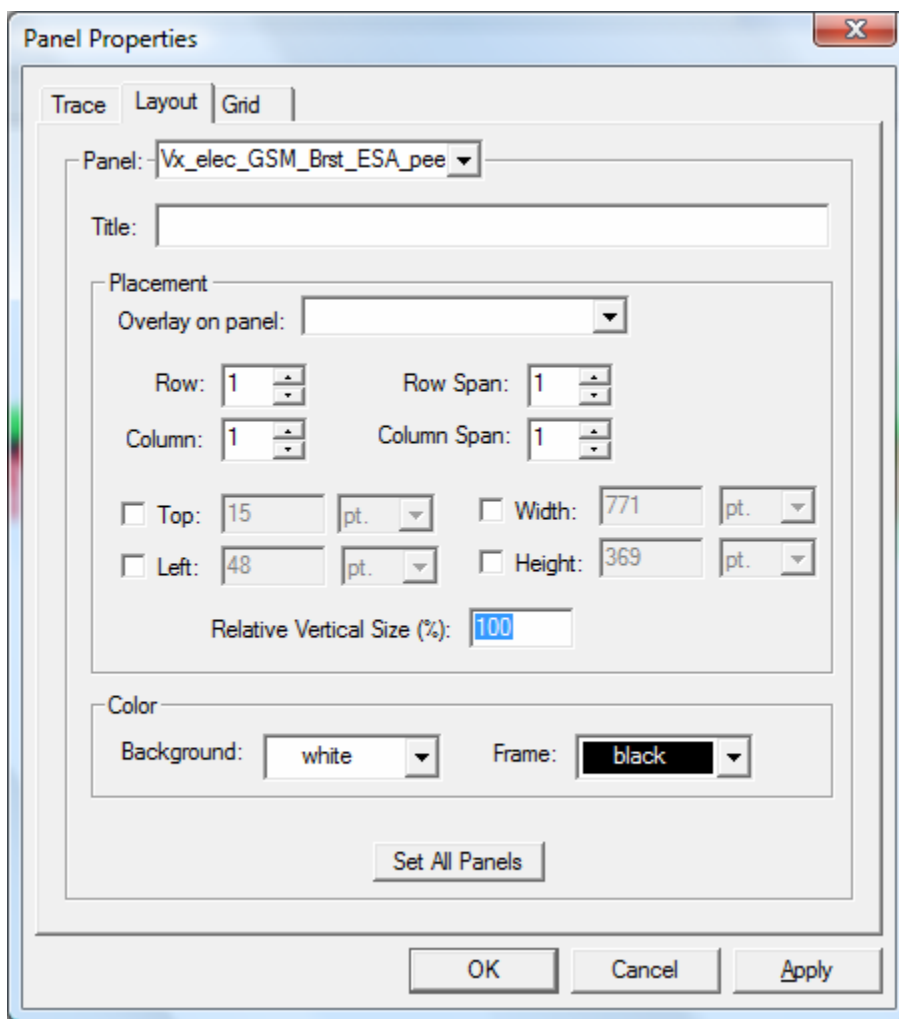 Panel Properties
Trace Layout Grid
Panel: Vx_elec_GSM_Brst_ESA_pee
Title:
Placement
Overlay on panel:
Row: 1 Row Span: 1
Column: 1 Column Span: 1
Top: 15 pt. Width: 771 pt.
Left: 48 pt. Height: 369 pt.
Relative Vertical Size (%): 100
Color
Background: white Frame: black
Set All Panels
OK Cancel Apply